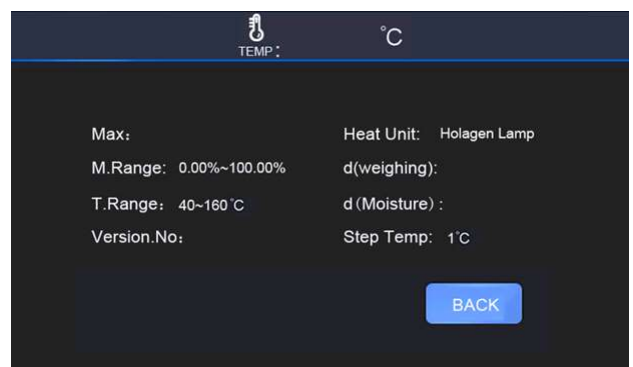 TEMP: °C
Max: Heat Unit: Holagen Lamp
M.Range: 0.00%~100.00% d(weighing):
T.Range: 40~160°C d(Moisture):
Version.No: Step Temp: 1°C
BACK